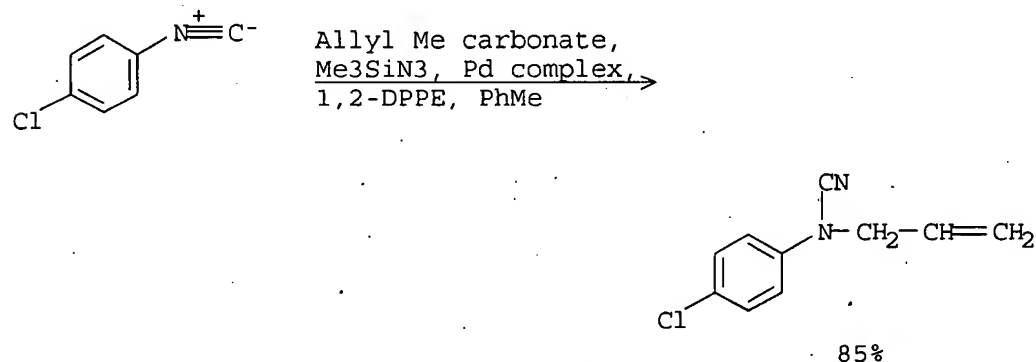 N+≡C-
Allyl Me carbonate,
Me3SiN3, Pd complex,
1,2-DPPE, PhMe
Cl
CN
N-CH2-CH=CH2
Cl
85%